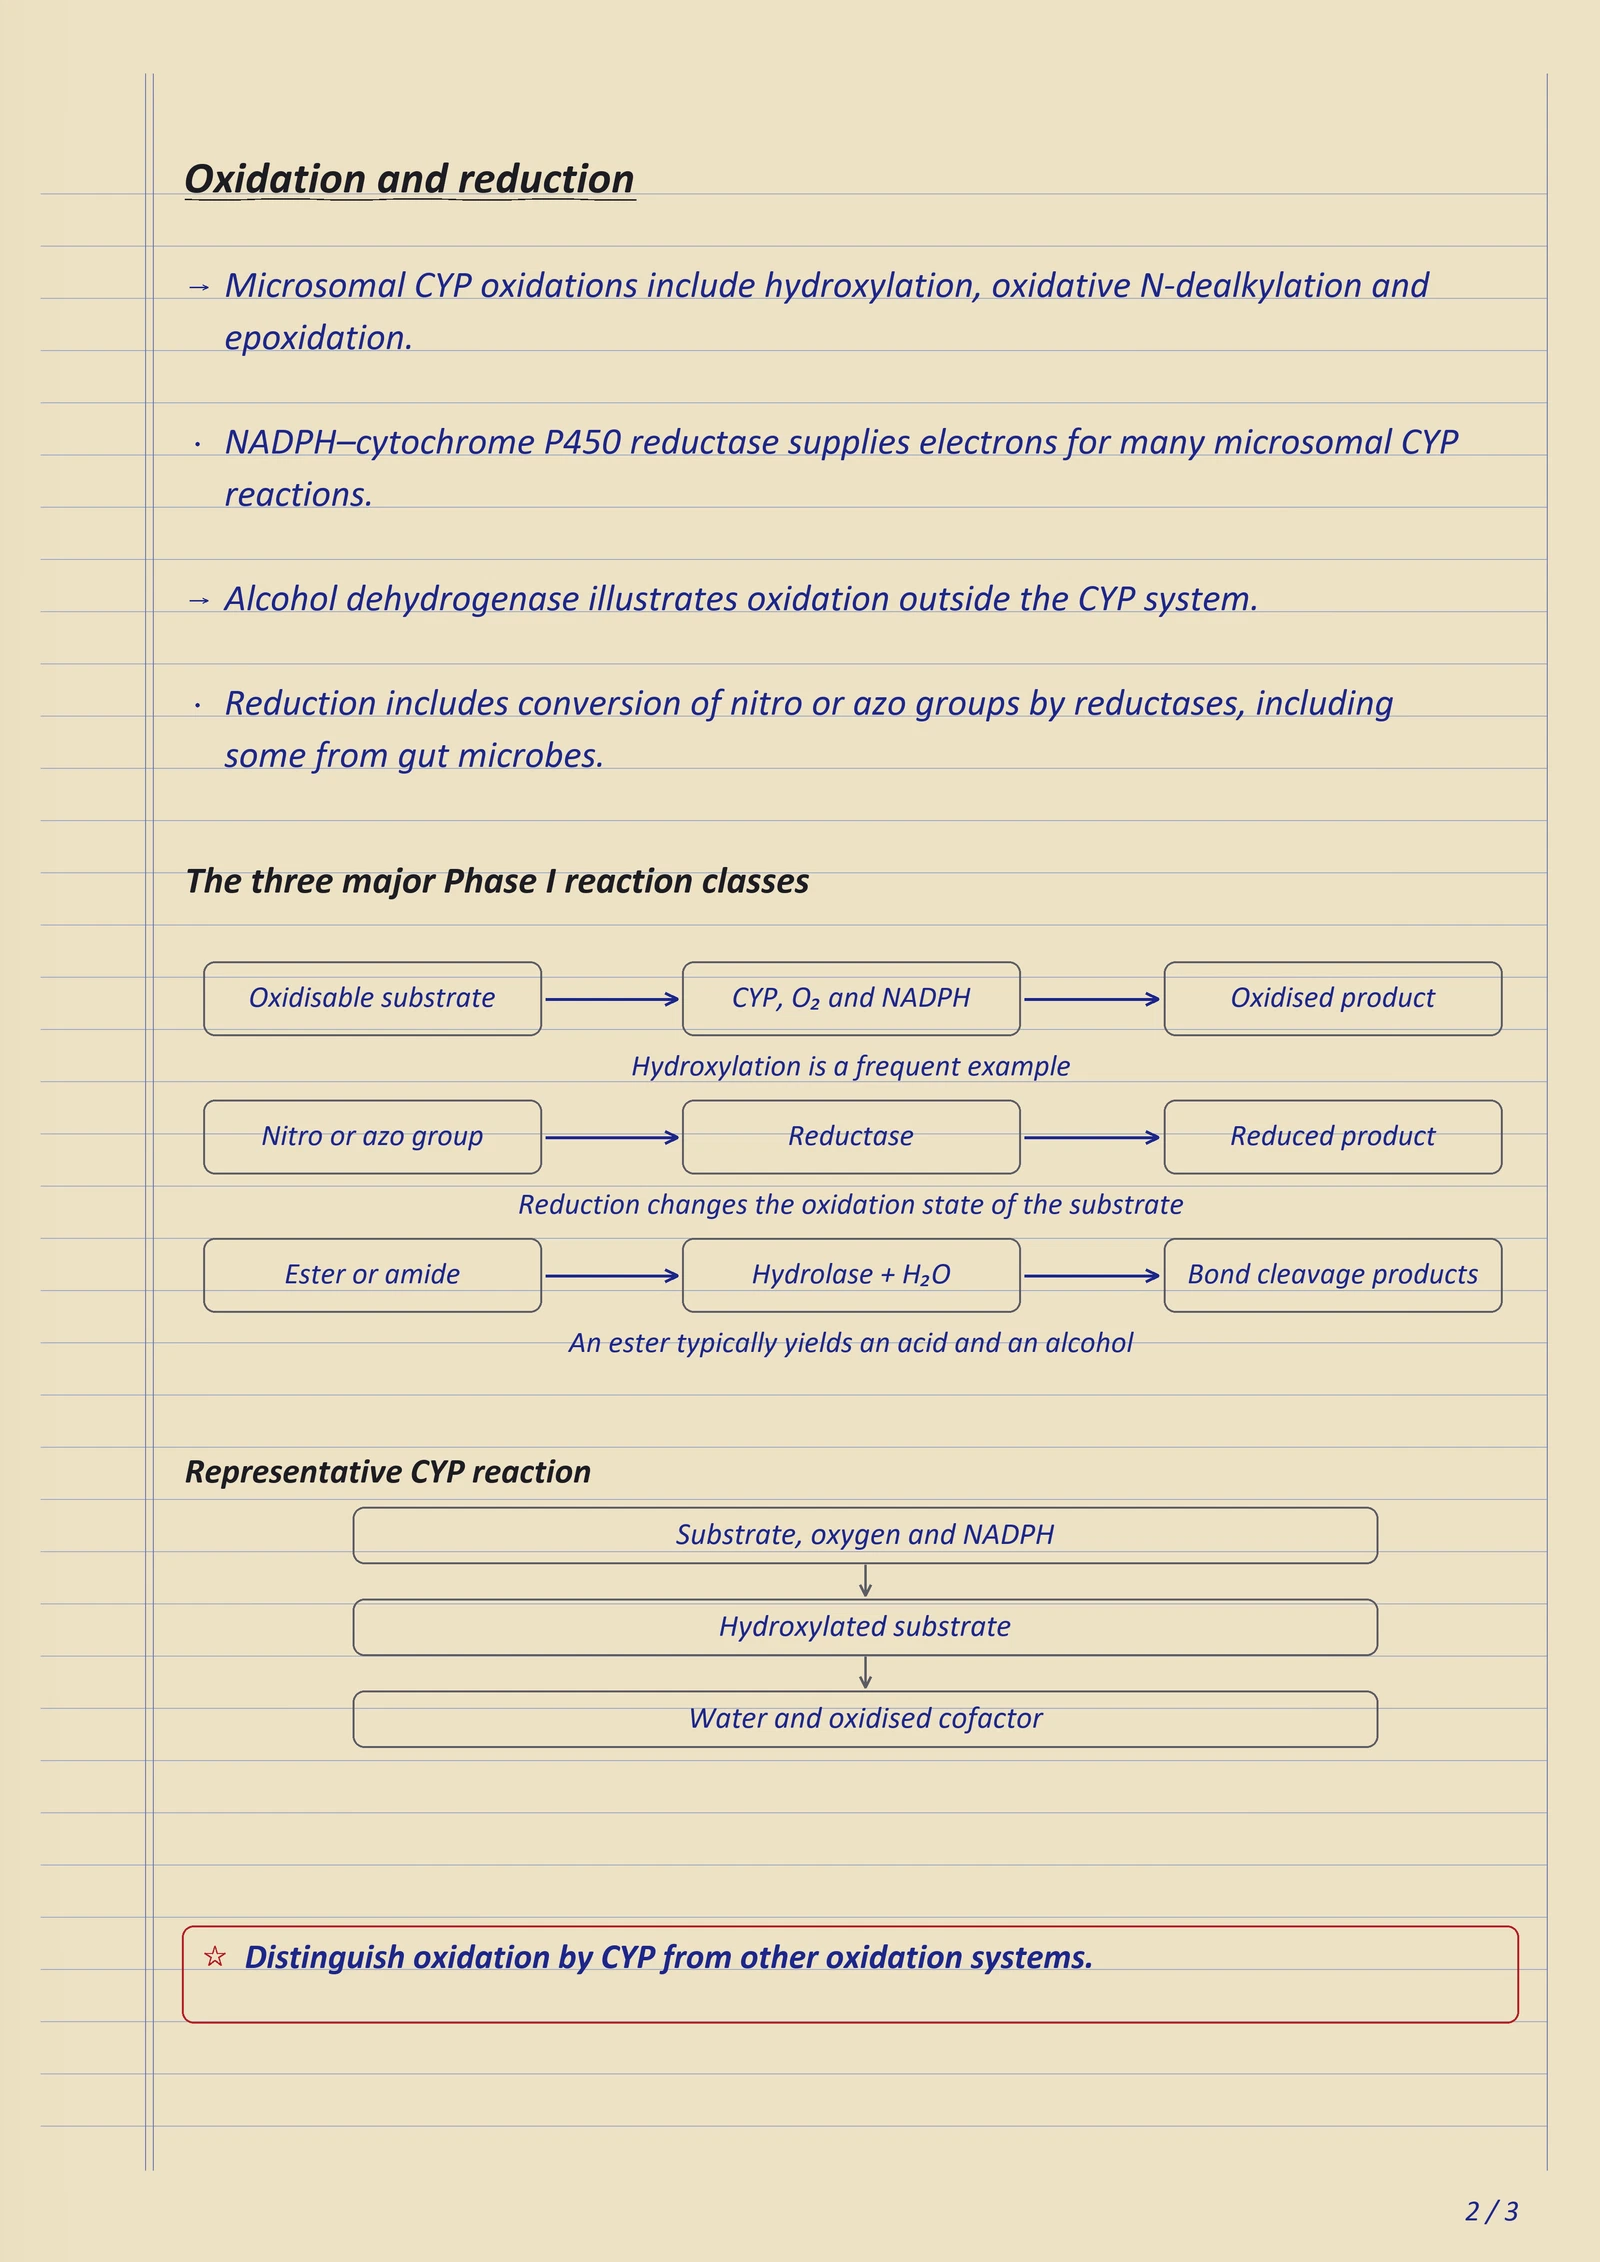 Oxidation and reduction
→ Microsomal CYP oxidations include hydroxylation, oxidative N-dealkylation and
epoxidation.
· NADPH–cytochrome P450 reductase supplies electrons for many microsomal CYP
reactions.
→ Alcohol dehydrogenase illustrates oxidation outside the CYP system.
· Reduction includes conversion of nitro or azo groups by reductases, including
some from gut microbes.
The three major Phase I reaction classes
Oxidisable substrate → CYP, O₂ and NADPH → Oxidised product
Hydroxylation is a frequent example
Nitro or azo group → Reductase → Reduced product
Reduction changes the oxidation state of the substrate
Ester or amide → Hydrolase + H₂O → Bond cleavage products
An ester typically yields an acid and an alcohol
Representative CYP reaction
Substrate, oxygen and NADPH
↓
Hydroxylated substrate
↓
Water and oxidised cofactor
☆ Distinguish oxidation by CYP from other oxidation systems.
2 / 3